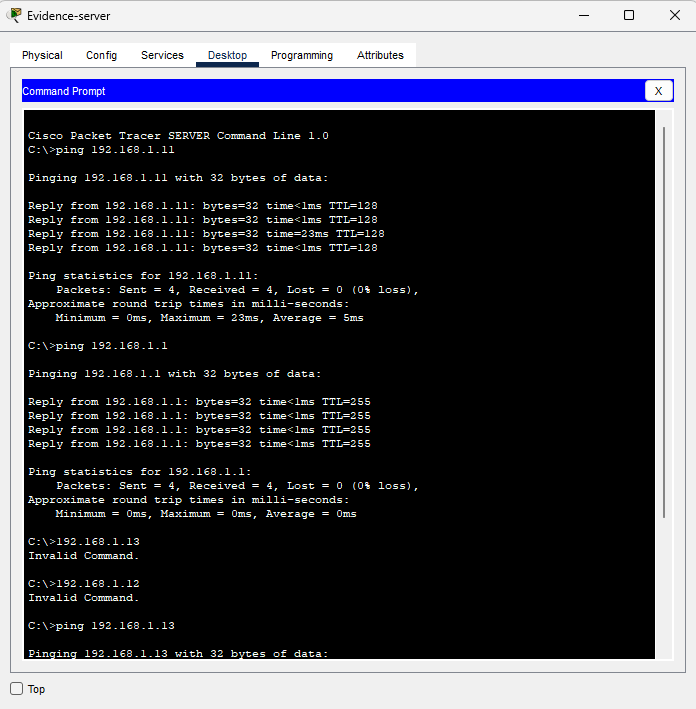 Evidence-server
Physical Config Services Desktop Programming Attributes
Command Prompt X
Cisco Packet Tracer SERVER Command Line 1.0
C:\>ping 192.168.1.11
Pinging 192.168.1.11 with 32 bytes of data:
Reply from 192.168.1.11: bytes=32 time<1ms TTL=128
Reply from 192.168.1.11: bytes=32 time<1ms TTL=128
Reply from 192.168.1.11: bytes=32 time=23ms TTL=128
Reply from 192.168.1.11: bytes=32 time<1ms TTL=128
Ping statistics for 192.168.1.11:
Packets: Sent = 4, Received = 4, Lost = 0 (0% loss),
Approximate round trip times in milli-seconds:
Minimum = 0ms, Maximum = 23ms, Average = 5ms
C:\>ping 192.168.1.1
Pinging 192.168.1.1 with 32 bytes of data:
Reply from 192.168.1.1: bytes=32 time<1ms TTL=255
Reply from 192.168.1.1: bytes=32 time<1ms TTL=255
Reply from 192.168.1.1: bytes=32 time<1ms TTL=255
Reply from 192.168.1.1: bytes=32 time<1ms TTL=255
Ping statistics for 192.168.1.1:
Packets: Sent = 4, Received = 4, Lost = 0 (0% loss),
Approximate round trip times in milli-seconds:
Minimum = 0ms, Maximum = 0ms, Average = 0ms
C:\>192.168.1.13
Invalid Command.
C:\>192.168.1.12
Invalid Command.
C:\>ping 192.168.1.13
Pinging 192.168.1.13 with 32 bytes of data:
Top